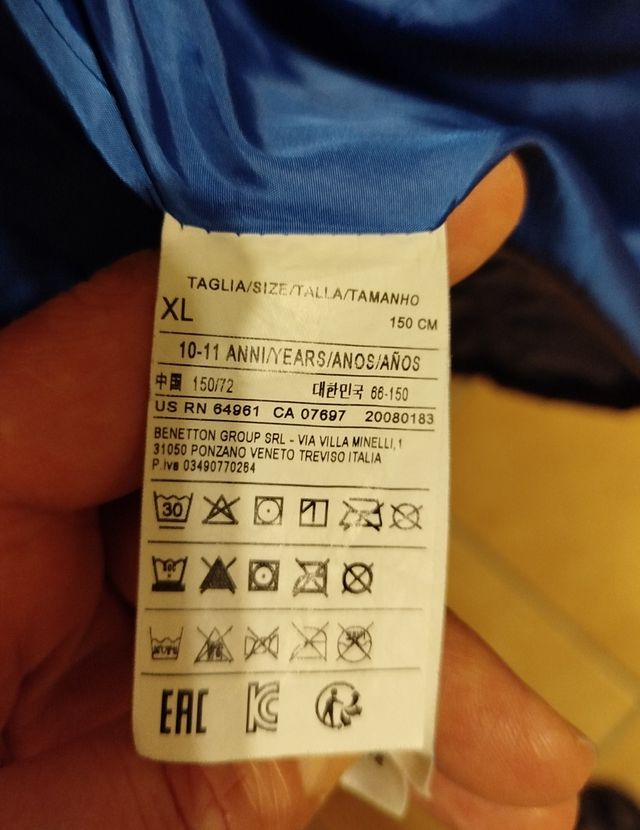 TAGLIA/SIZE/TALLA/TAMANHO
XL
150 CM
10-11 ANNI/YEARS/ANOS/AÑOS
中国 150/72 대한민국 66-150
US RN 64961 CA 07697 20080183
BENETTON GROUP SRL - VIA VILLA MINELLI,1
31050 PONZANO VENETO TREVISO ITALIA
P.iva 03490770264
30
EAC
KC